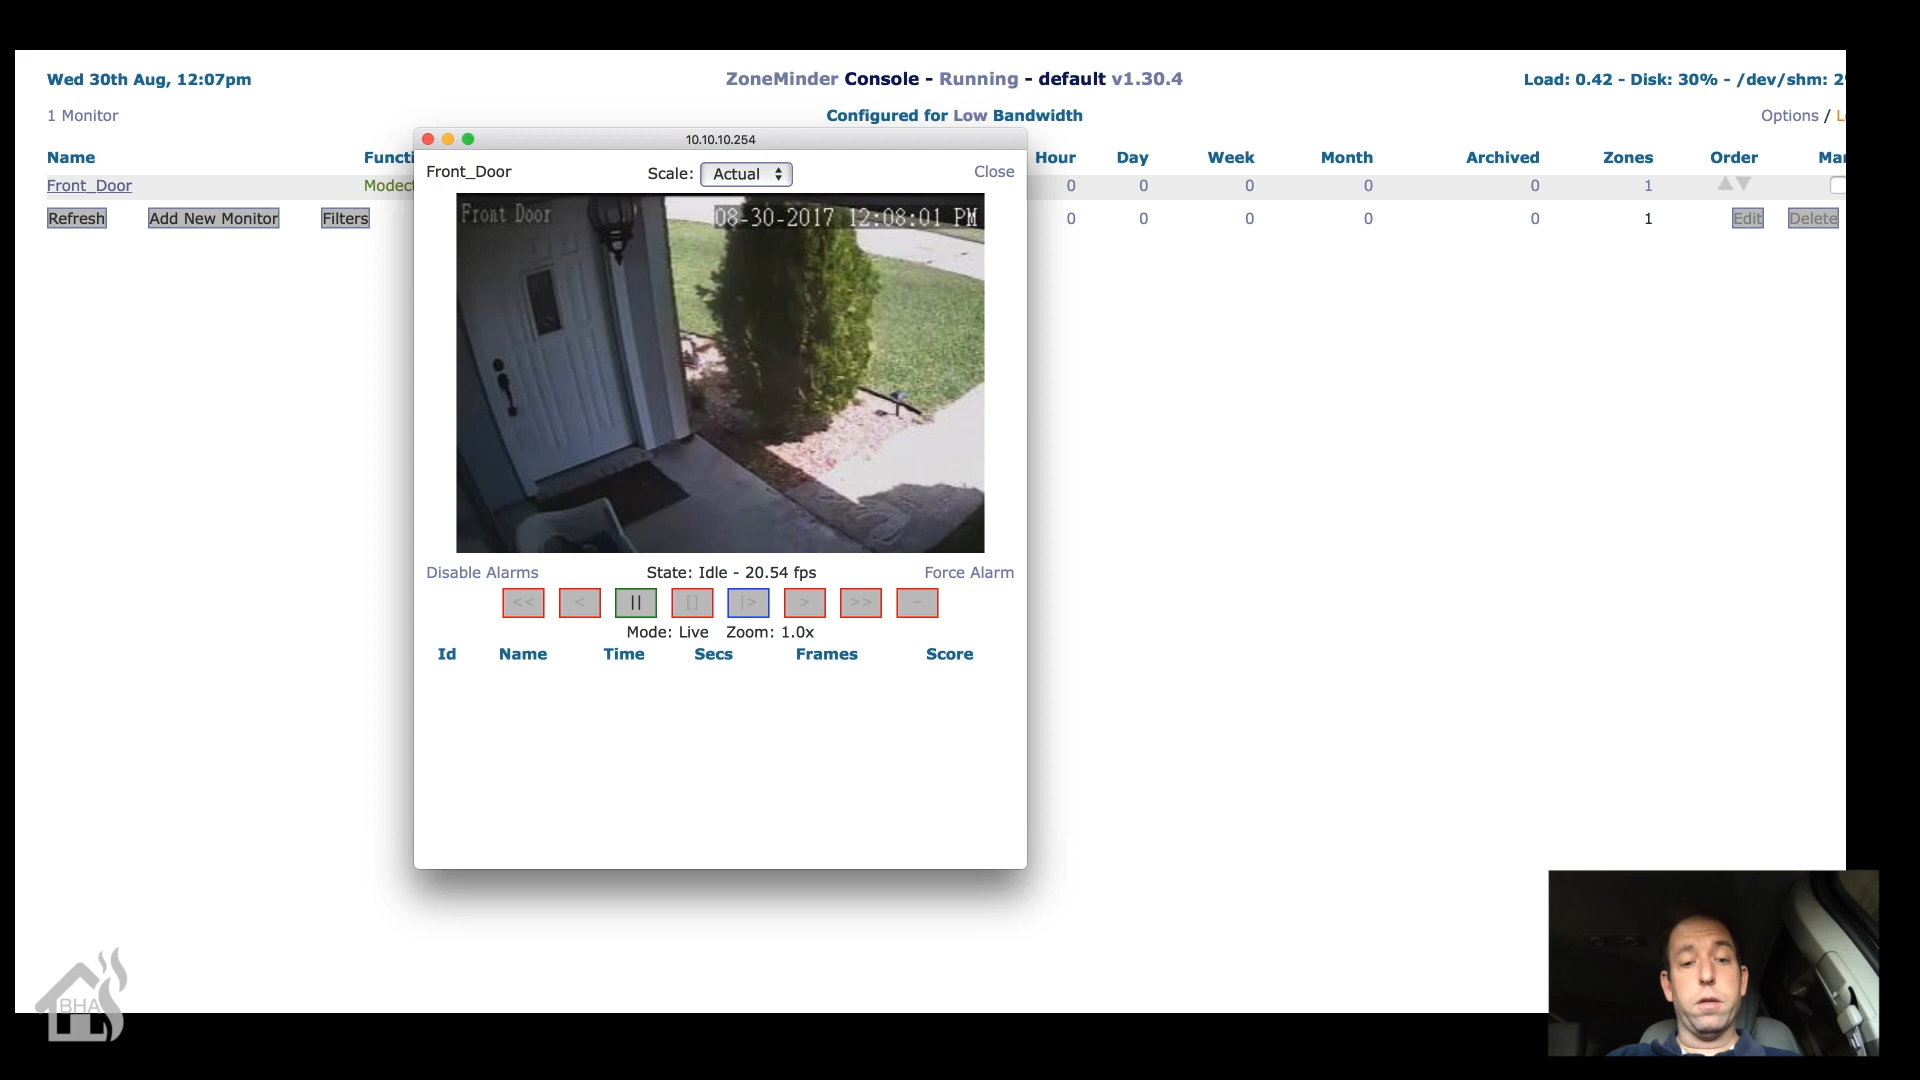 Wed 30th Aug, 12:07pm
ZoneMinder Console - Running - default v1.30.4
Load: 0.42 - Disk: 30% - /dev/shm:
1 Monitor
Configured for Low Bandwidth
Options /
10.10.10.254
Name
Hour Day Week Month Archived Zones Order
Front_Door
Scale: Actual
Close
Front_Door
0 0 0 0 0 1
Refresh Add New Monitor Filters
0 0 0 0 0 1 Edit Delete
Front Door 08-30-2017 12:08:01 PM
Disable Alarms State: Idle - 20.54 fps Force Alarm
<< < || [] |> > >> -
Mode: Live Zoom: 1.0x
Id Name Time Secs Frames Score
BHA